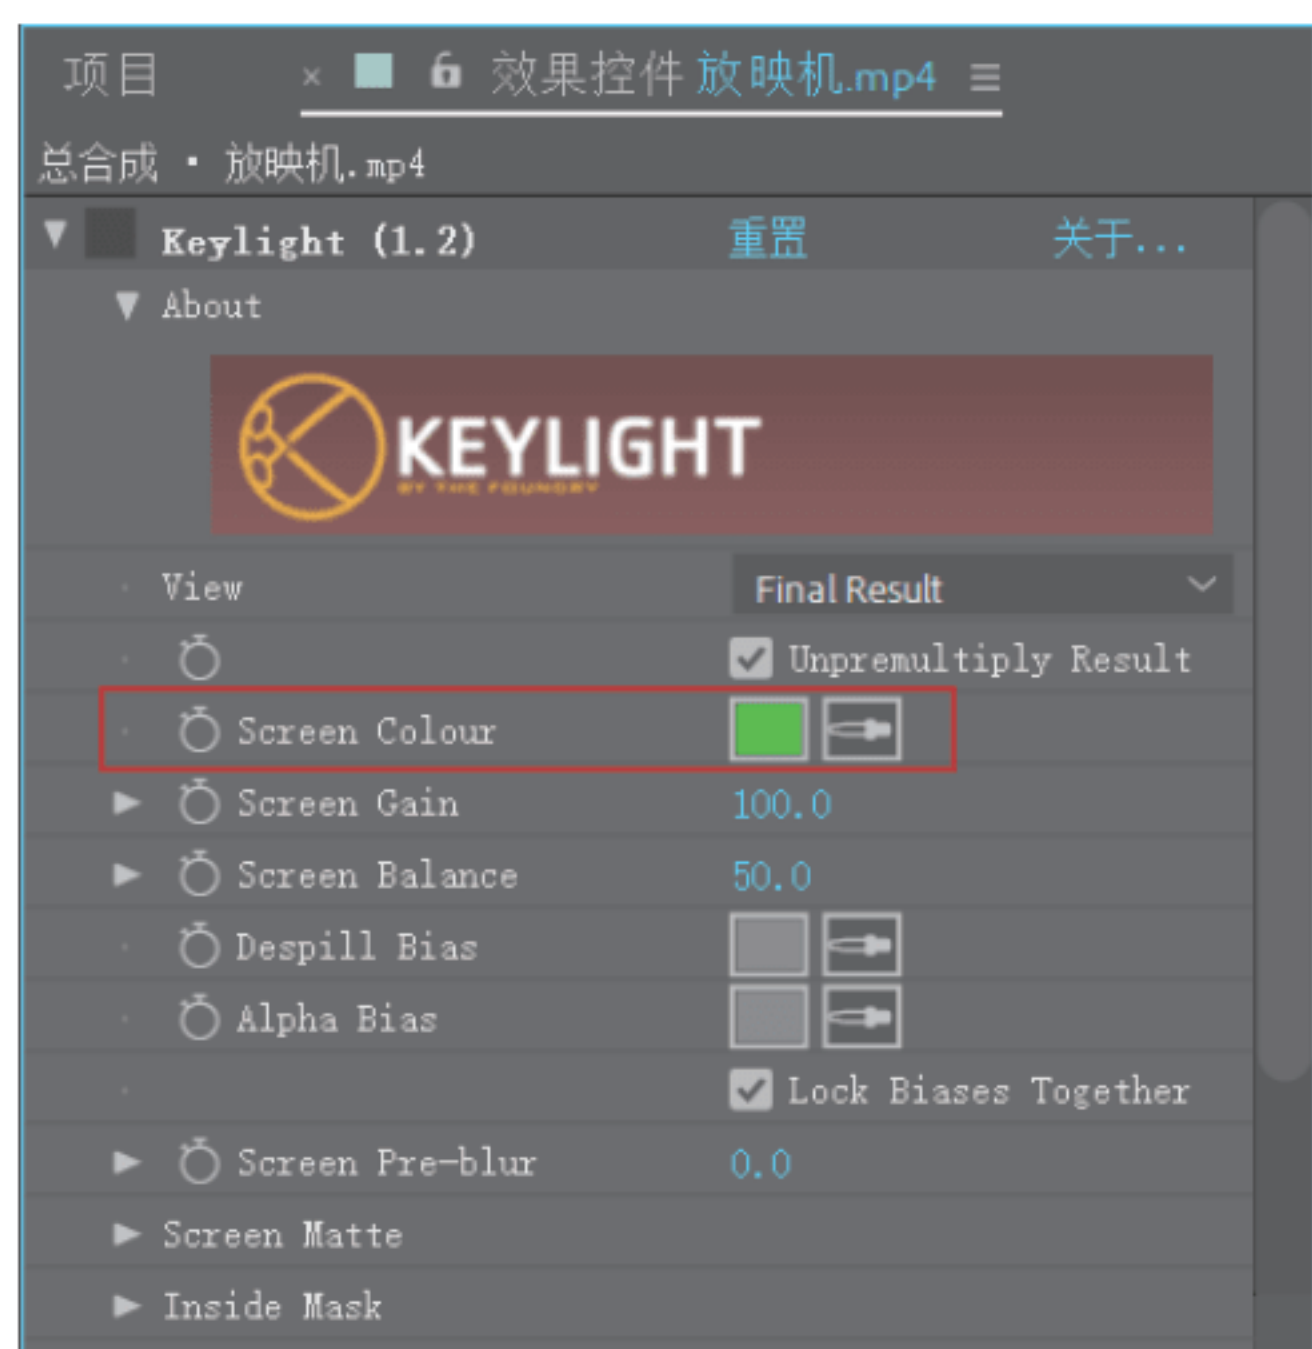 项目 × 效果控件 放映机.mp4 ≡
总合成 · 放映机.mp4
Keylight (1.2) 重置 关于...
About
KEYLIGHT
BY THE FOUNDRY
View Final Result
Unpremultiply Result
Screen Colour
Screen Gain 100.0
Screen Balance 50.0
Despill Bias
Alpha Bias
Lock Biases Together
Screen Pre-blur 0.0
Screen Matte
Inside Mask